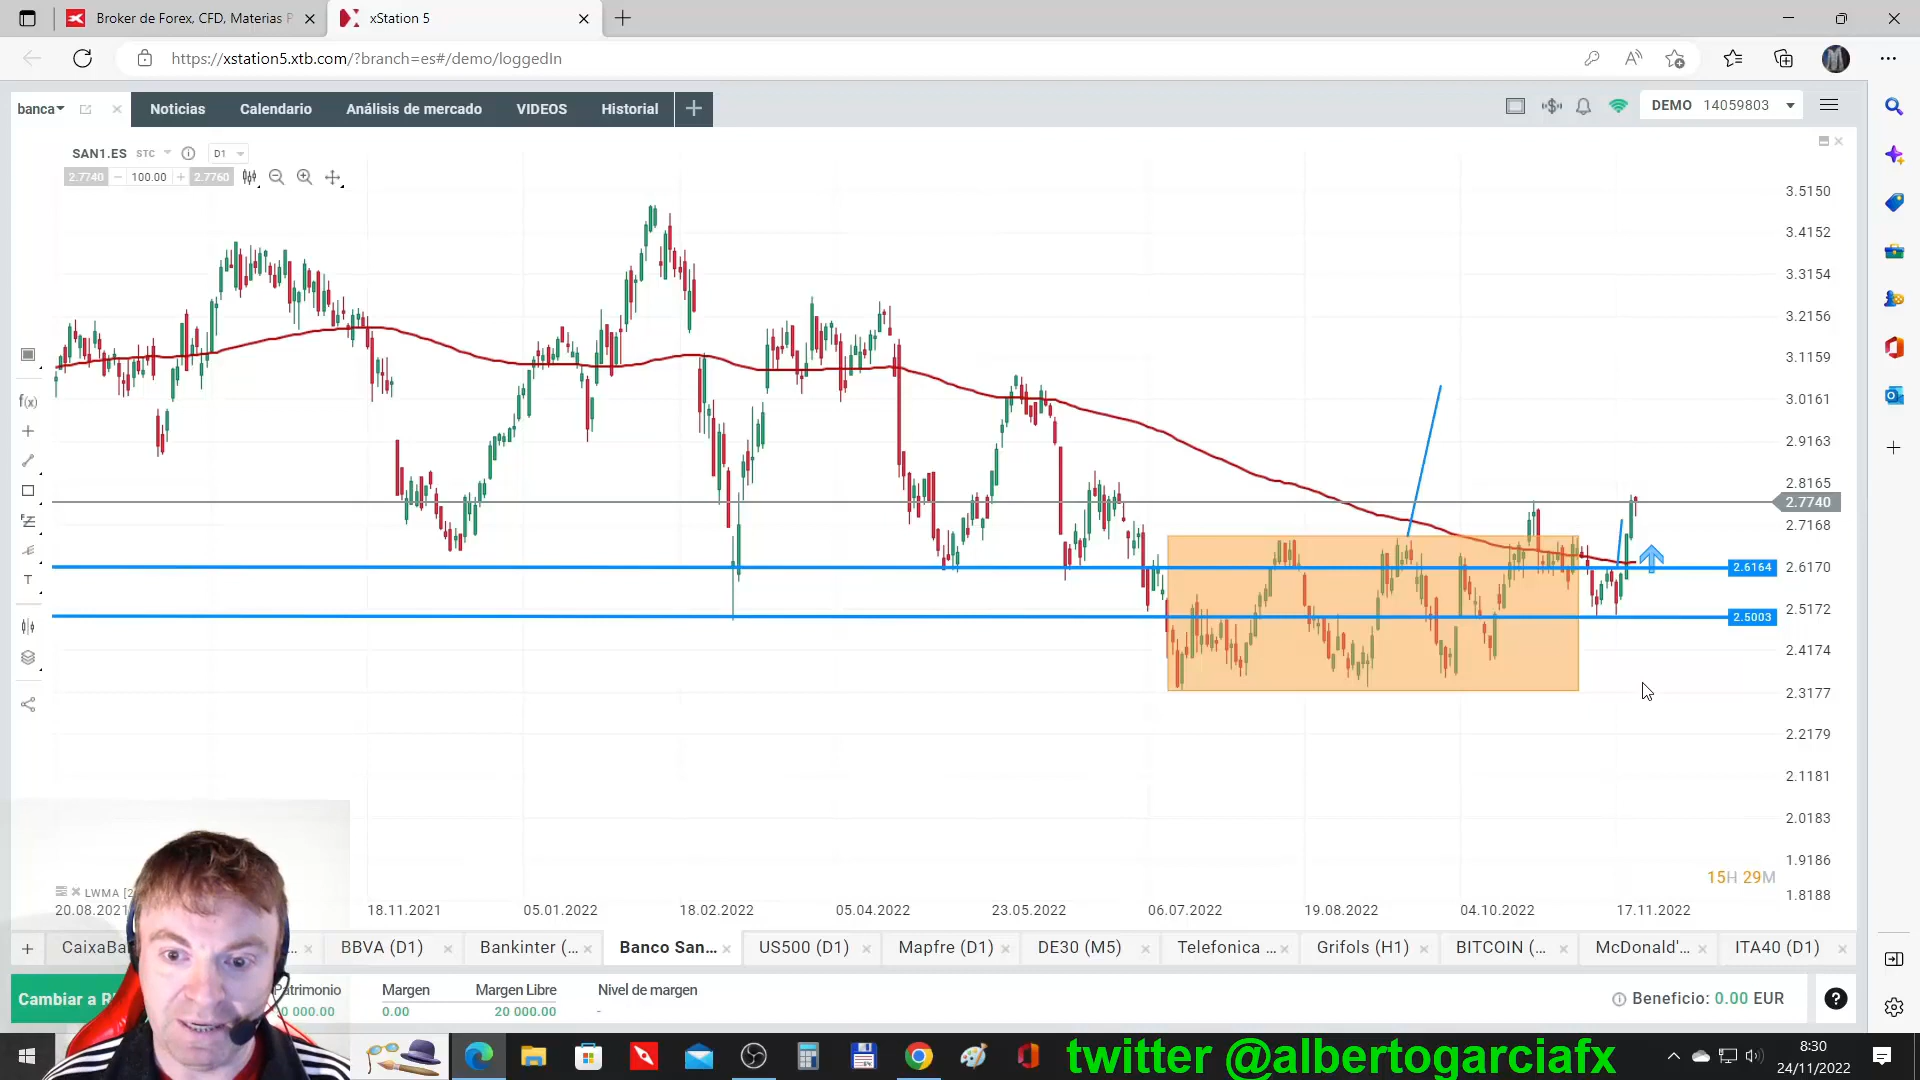 Broker de Forex, CFD, Materias P
xStation 5
https://xstation5.xtb.com/?branch=es#/demo/loggedIn
banca
Noticias
Calendario
Análisis de mercado
VIDEOS
Historial
DEMO 14059803
SAN1.ES STC
D1
2.7740
100.00
2.7760
3.5150
3.4152
3.3154
3.2156
3.1159
3.0161
2.9163
2.8165
2.7740
2.7168
2.6164
2.6170
2.5172
2.5003
2.4174
2.3177
2.2179
2.1181
2.0183
1.9186
1.8188
f(x)
T
15H 29M
LWMA [2
20.08.2021
18.11.2021
05.01.2022
18.02.2022
05.04.2022
23.05.2022
06.07.2022
19.08.2022
04.10.2022
17.11.2022
CaixaBa
BBVA (D1)
Bankinter (...
Banco San...
US500 (D1)
Mapfre (D1)
DE30 (M5)
Telefonica ...
Grifols (H1)
BITCOIN (...
McDonald'...
ITA40 (D1)
Cambiar a R
Patrimonio
0 000.00
Margen
0.00
Margen Libre
20 000.00
Nivel de margen
-
Beneficio: 0.00 EUR
twitter @albertogarciafx
8:30
24/11/2022